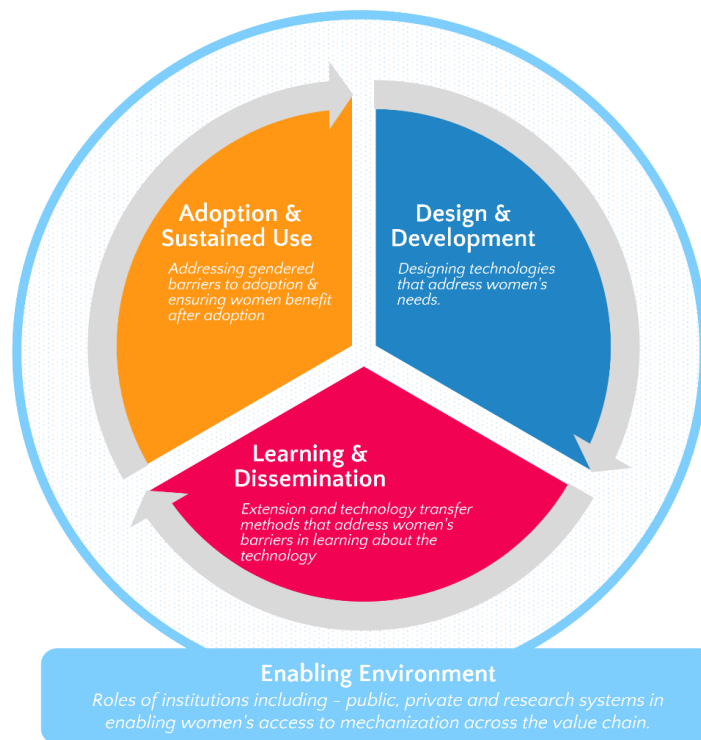 Adoption &
Sustained Use
Addressing gendered
barriers to adoption &
ensuring women benefit
after adoption
Design &
Development
Designing technologies
that address women's
needs.
Learning &
Dissemination
Extension and technology transfer
methods that address women's
barriers in learning about the
technology
Enabling Environment
Roles of institutions including - public, private and research systems in
enabling women's access to mechanization across the value chain.